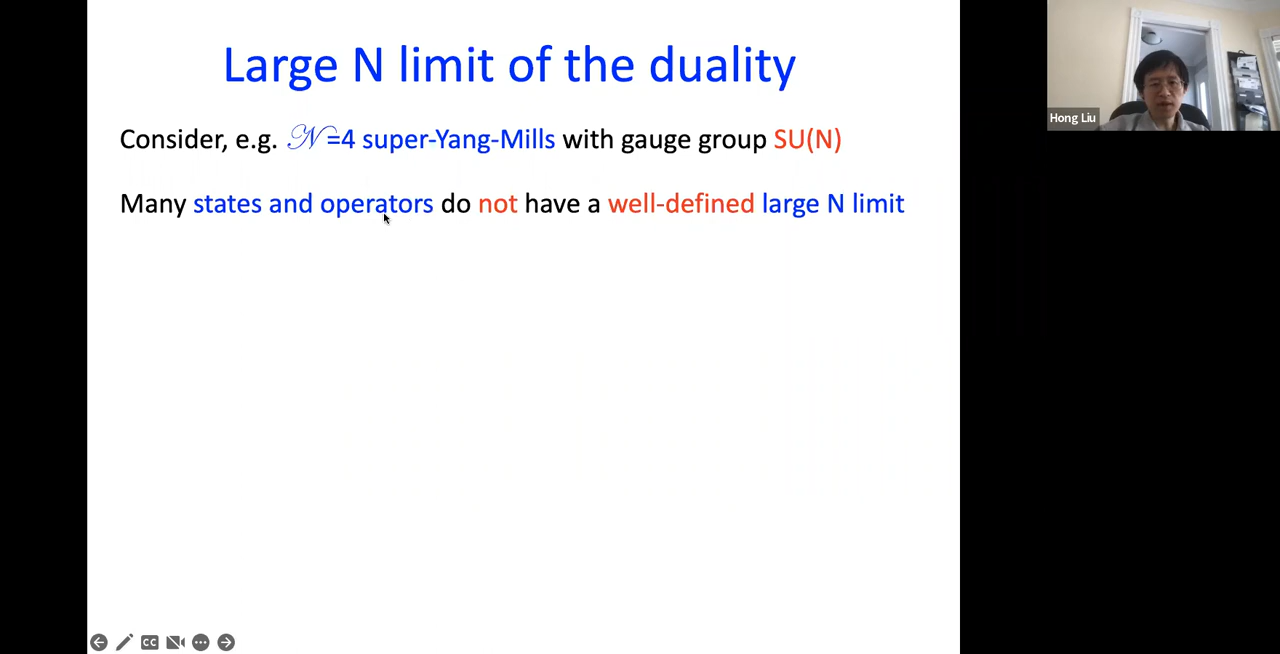 Large N limit of the duality
Consider, e.g. 𝒩=4 super-Yang-Mills with gauge group SU(N)
Many states and operators do not have a well-defined large N limit
Hong Liu
CC